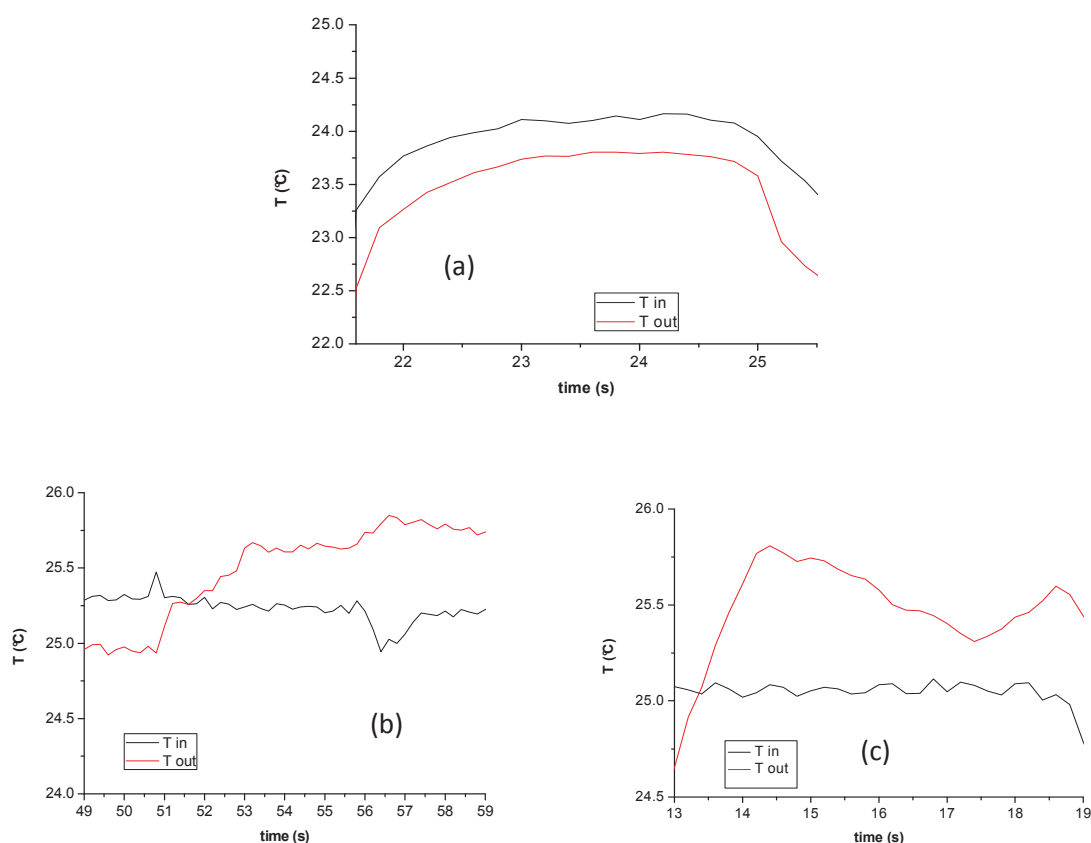 25.0
24.5
24.0
23.5
23.0
22.5
22.0
T (°C)
(a)
T in
T out
22 23 24 25
time (s)
26.0
25.5
25.0
24.5
24.0
T (°C)
(b)
T in
T out
49 50 51 52 53 54 55 56 57 58 59
time (s)
26.0
25.5
25.0
24.5
T (°C)
(c)
T in
T out
13 14 15 16 17 18 19
time (s)